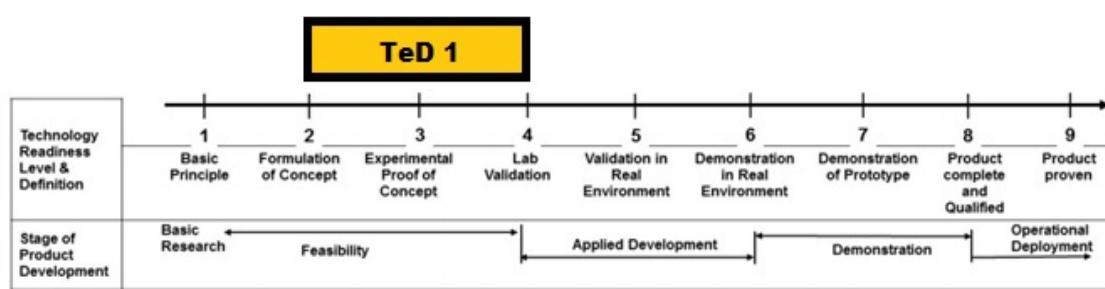 TeD 1
Technology
Readiness
Level &
Definition
1 2 3 4 5 6 7 8 9
Basic
Principle
Formulation
of Concept
Experimental
Proof of
Concept
Lab
Validation
Validation in
Real
Environment
Demonstration
in Real
Environment
Demonstration
of Prototype
Product
complete
and
Qualified
Product
proven
Stage of
Product
Development
Basic
Research
Feasibility
Applied Development
Demonstration
Operational
Deployment